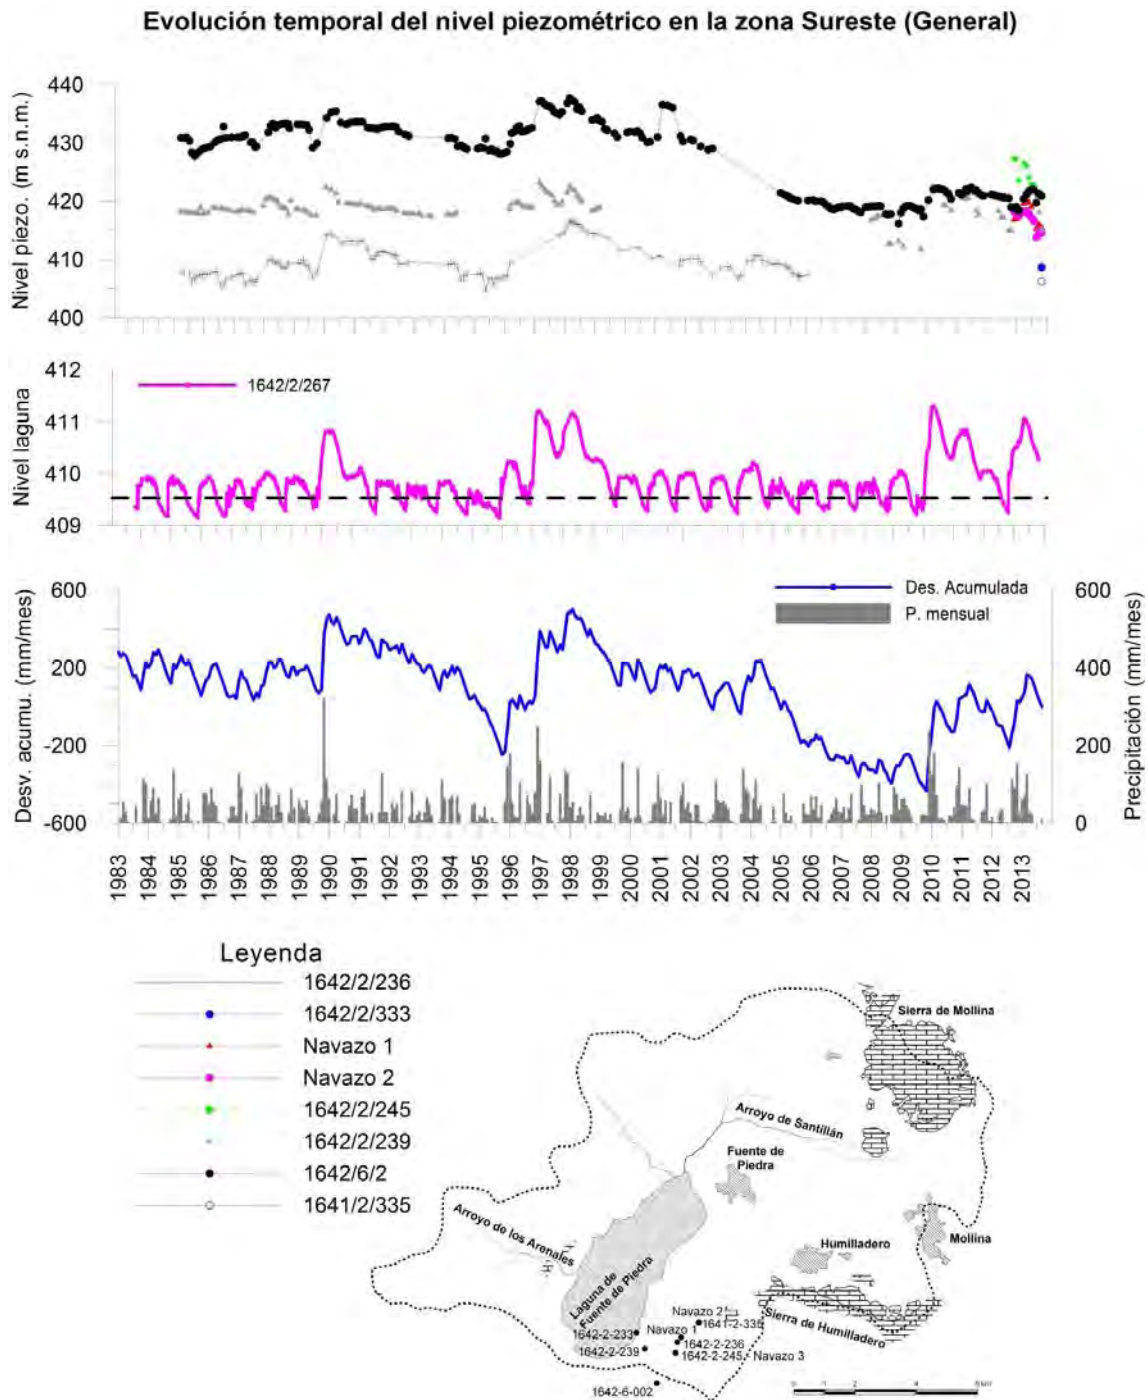 Evolución temporal del nivel piezométrico en la zona Sureste (General)
Nivel piezo. (m s.n.m.)
440
430
420
410
400
Nivel laguna
412
411
410
409
1642/2/267
Desv. acumu. (mm/mes)
600
200
-200
-600
Des. Acumulada
P. mensual
600
400
200
0
Precipitación (mm/mes)
1983
1984
1985
1986
1987
1988
1989
1990
1991
1992
1993
1994
1995
1996
1997
1998
1999
2000
2001
2002
2003
2004
2005
2006
2007
2008
2009
2010
2011
2012
2013
Leyenda
1642/2/236
1642/2/333
Navazo 1
Navazo 2
1642/2/245
1642/2/239
1642/6/2
1641/2/335
Sierra de Mollina
Arroyo de Santillán
Fuente de
Piedra
Arroyo de los Arenales
Laguna de
Fuente de Piedra
Humilladero
Mollina
Sierra de Humilladero
Navazo 2
1641-2-335
Navazo 1
1642-2-233
1642-2-236
1642-2-239
1642-2-245 - Navazo 3
1642-6-002
0 2 4 6